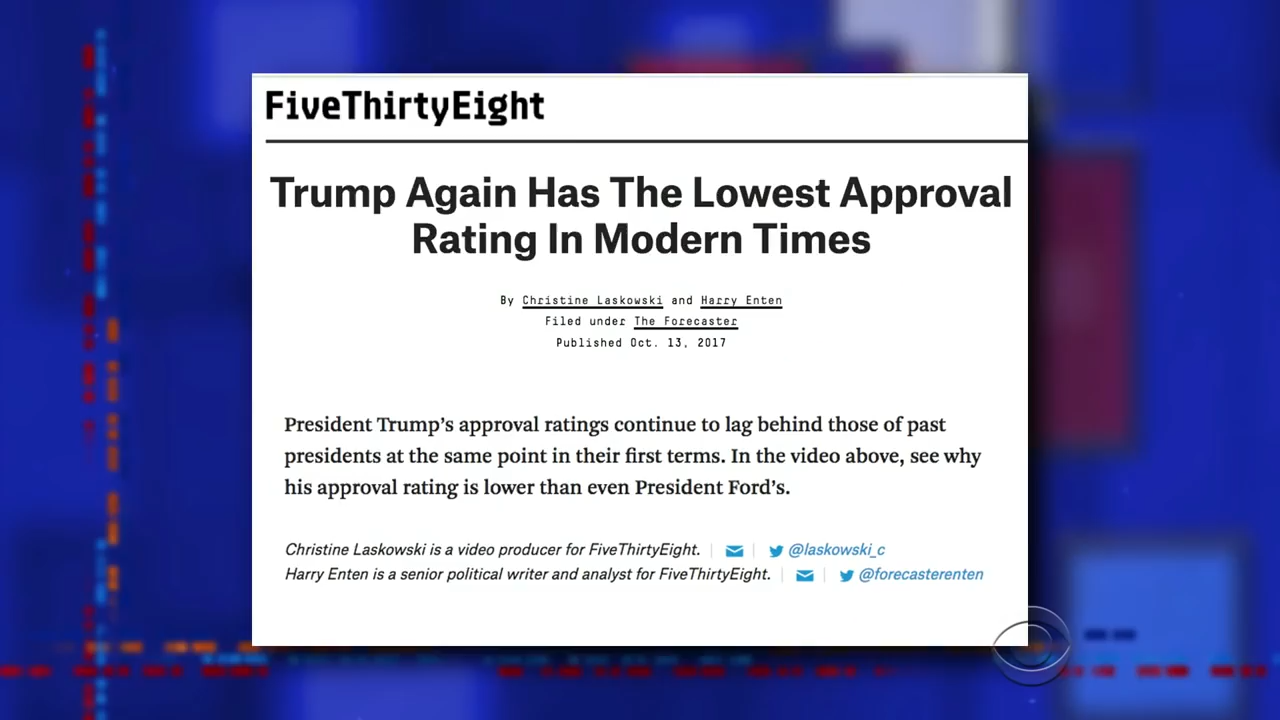 FiveThirtyEight
Trump Again Has The Lowest Approval
Rating In Modern Times
By Christine Laskowski and Harry Enten
Filed under The Forecaster
Published Oct. 13, 2017
President Trump’s approval ratings continue to lag behind those of past
presidents at the same point in their first terms. In the video above, see why
his approval rating is lower than even President Ford’s.
Christine Laskowski is a video producer for FiveThirtyEight. @laskowski_c
Harry Enten is a senior political writer and analyst for FiveThirtyEight. @forecasterenten